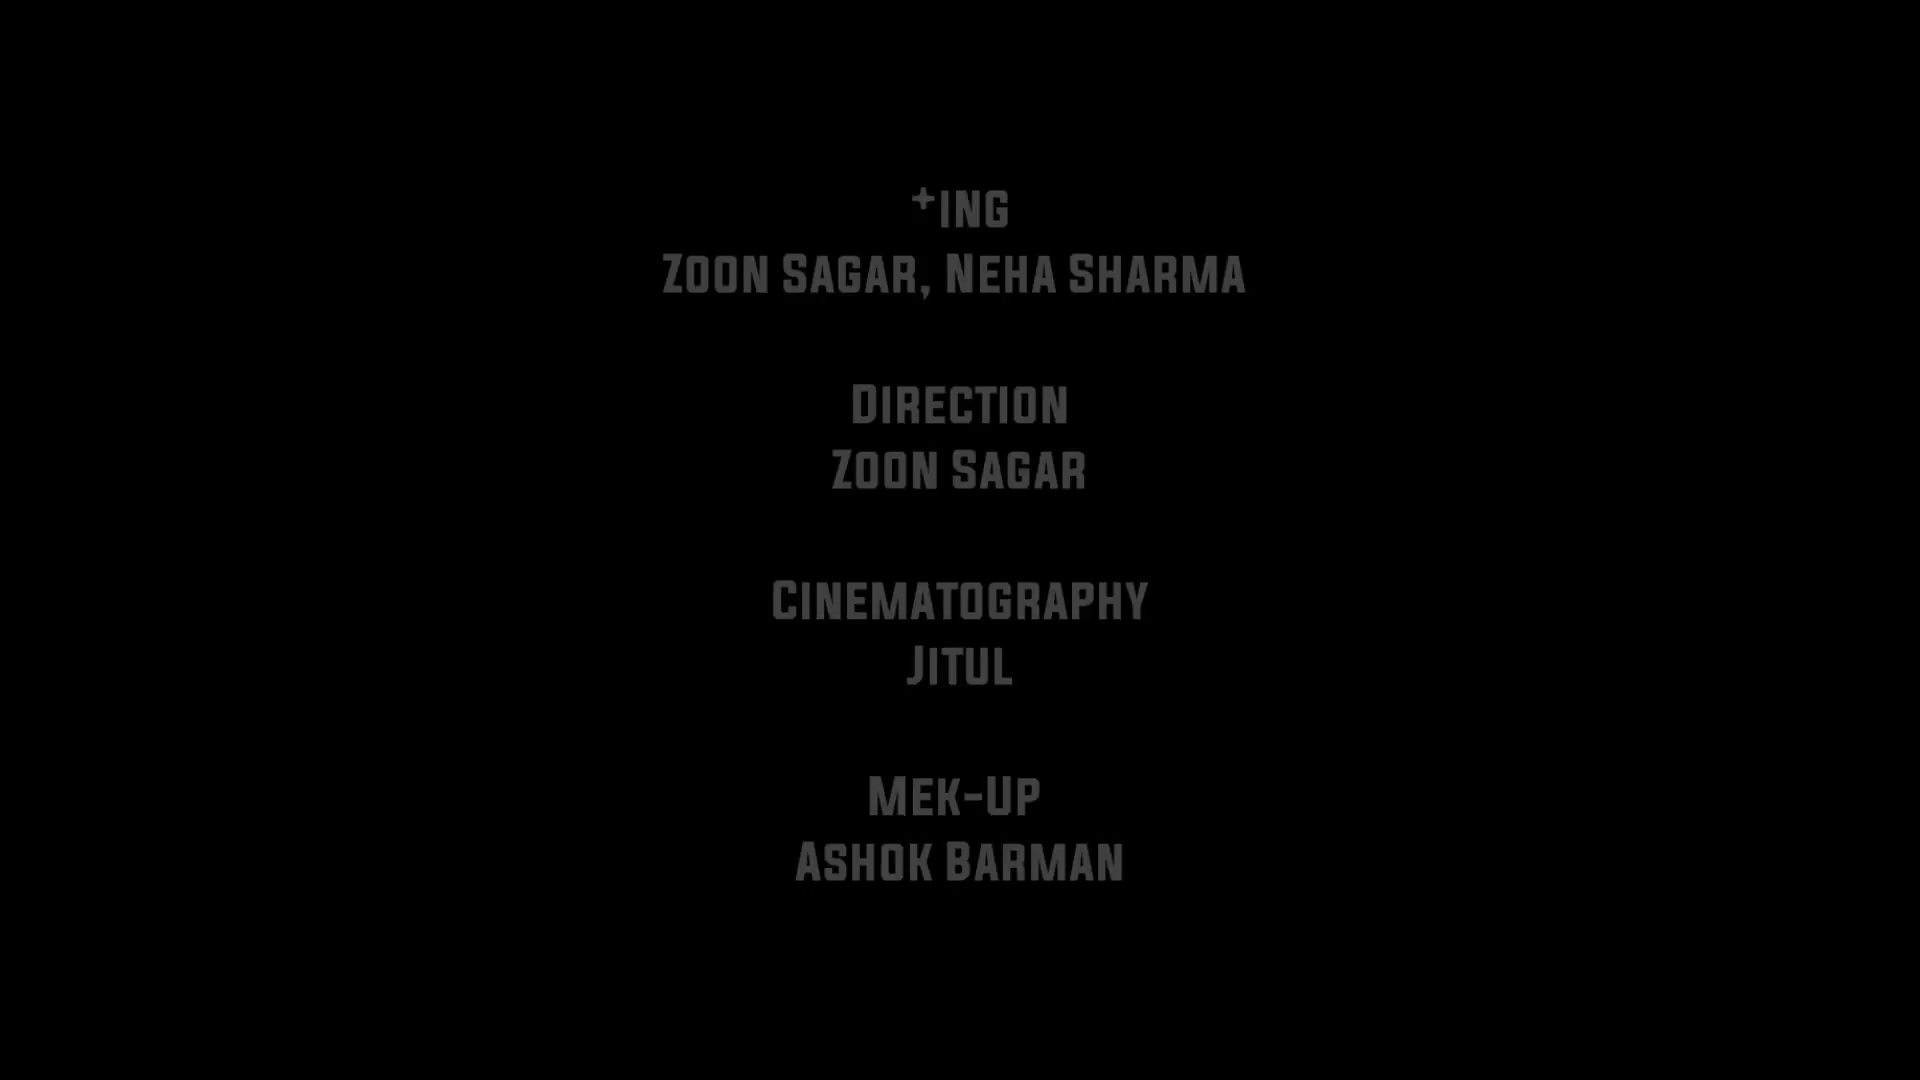 +ING
ZOON SAGAR, NEHA SHARMA
DIRECTION
ZOON SAGAR
CINEMATOGRAPHY
JITUL
MEK-UP
ASHOK BARMAN